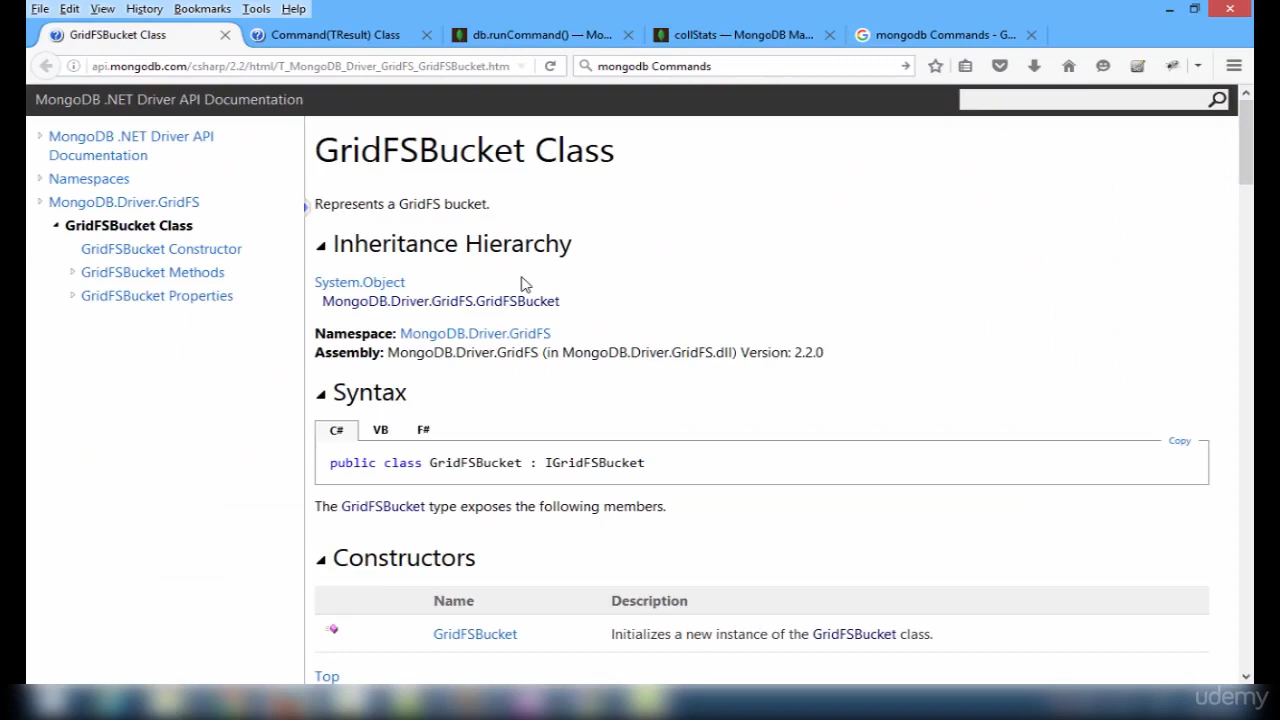 File Edit View History Bookmarks Tools Help
GridFSBucket Class
Command(TResult) Class
db.runCommand() — Mo...
collStats — MongoDB Ma...
mongodb Commands - G...
api.mongodb.com/csharp/2.2/html/T_MongoDB_Driver_GridFS_GridFSBucket.htm
mongodb Commands
MongoDB .NET Driver API Documentation
MongoDB .NET Driver API
Documentation
Namespaces
MongoDB.Driver.GridFS
GridFSBucket Class
GridFSBucket Constructor
GridFSBucket Methods
GridFSBucket Properties
GridFSBucket Class
Represents a GridFS bucket.
Inheritance Hierarchy
System.Object
MongoDB.Driver.GridFS.GridFSBucket
Namespace: MongoDB.Driver.GridFS
Assembly: MongoDB.Driver.GridFS (in MongoDB.Driver.GridFS.dll) Version: 2.2.0
Syntax
C# VB F#
Copy
public class GridFSBucket : IGridFSBucket
The GridFSBucket type exposes the following members.
Constructors
Name Description
GridFSBucket Initializes a new instance of the GridFSBucket class.
Top
udemy